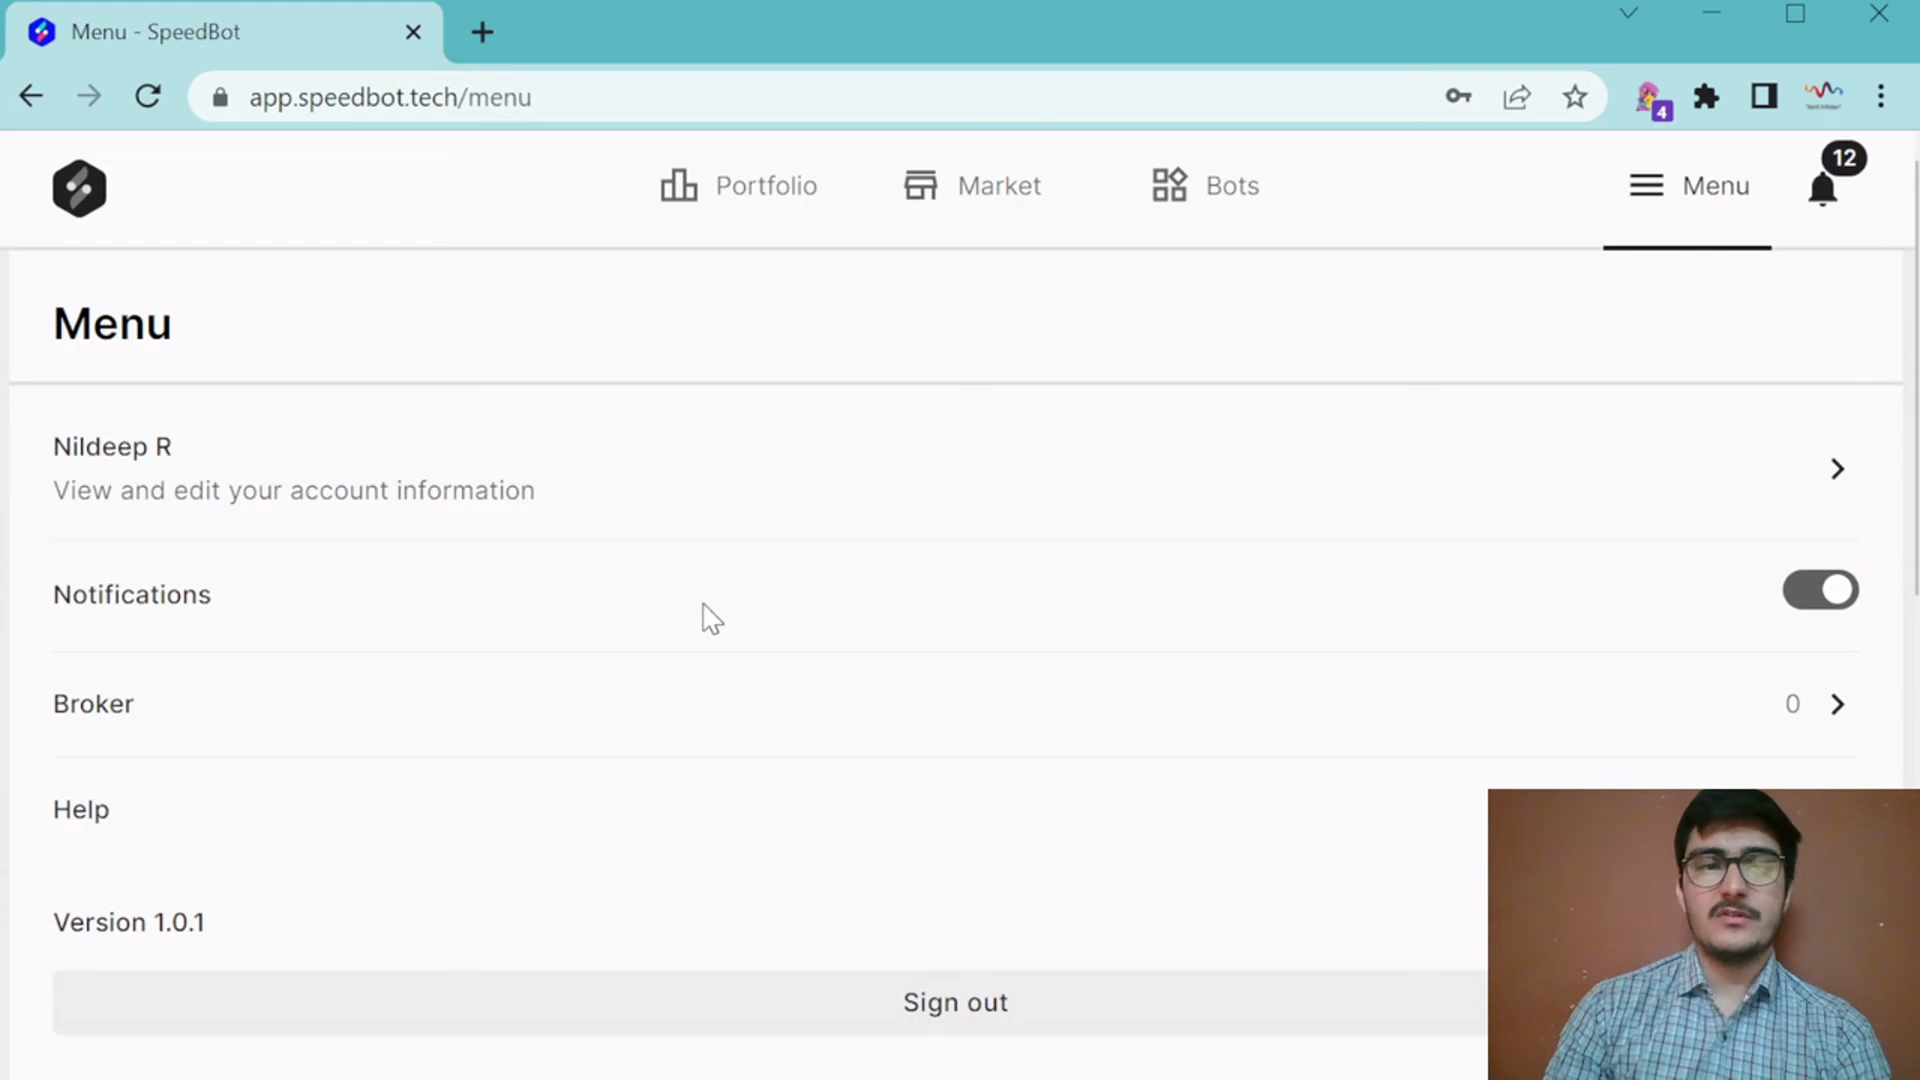 Menu - SpeedBot
app.speedbot.tech/menu
4
Portfolio
Market
Bots
Menu
12
Menu
Nildeep R
View and edit your account information
Notifications
Broker
0
Help
Version 1.0.1
Sign out